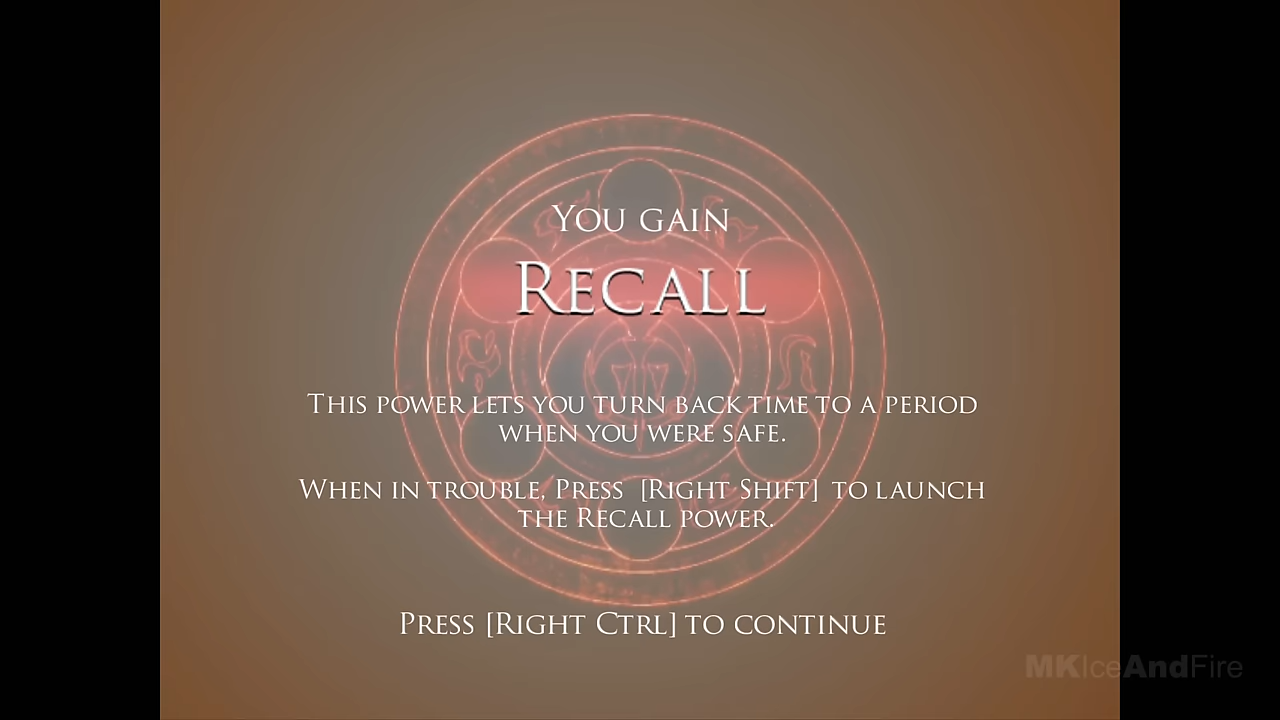 You gain
Recall
This power lets you turn back time to a period
when you were safe.
When in trouble, Press [Right Shift] to launch
the Recall power.
Press [Right Ctrl] to continue
MKIceAndFire